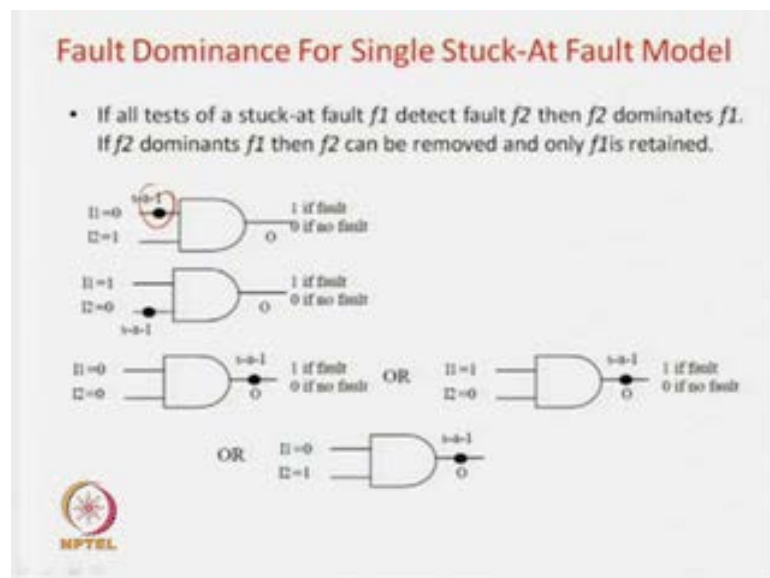 Fault Dominance For Single Stuck-At Fault Model
• If all tests of a stuck-at fault f1 detect fault f2 then f2 dominates f1.
If f2 dominants f1 then f2 can be removed and only f1is retained.
s-a-1
I1=0
I2=1
O
1 if fault
0 if no fault
I1=1
I2=0
s-a-1
O
1 if fault
0 if no fault
I1=0
I2=0
s-a-1
O
1 if fault
0 if no fault
OR
I1=1
I2=0
s-a-1
O
1 if fault
0 if no fault
OR
I1=0
I2=1
s-a-1
O
NPTEL